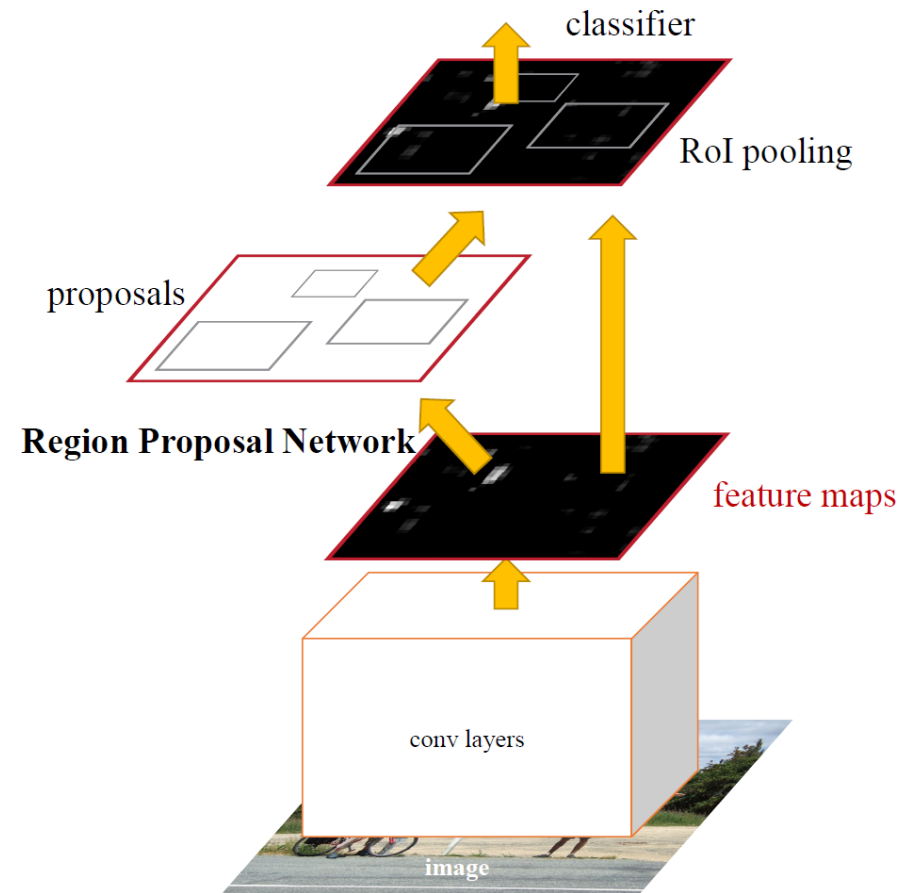 classifier
RoI pooling
proposals
Region Proposal Network
feature maps
conv layers
image